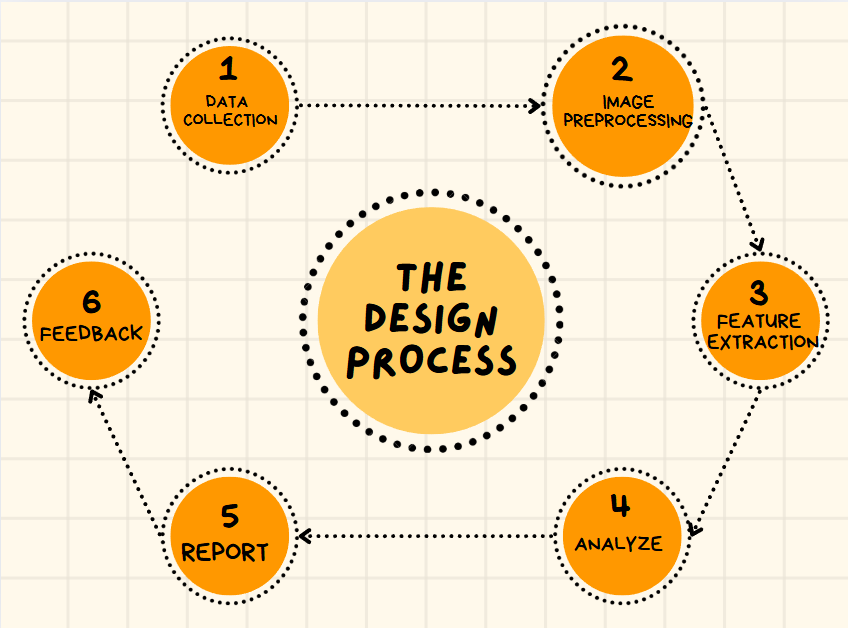 1
DATA
COLLECTION
2
IMAGE
PREPROCESSING
3
FEATURE
EXTRACTION
4
ANALYZE
5
REPORT
6
FEEDBACK
THE
DESIGN
PROCESS